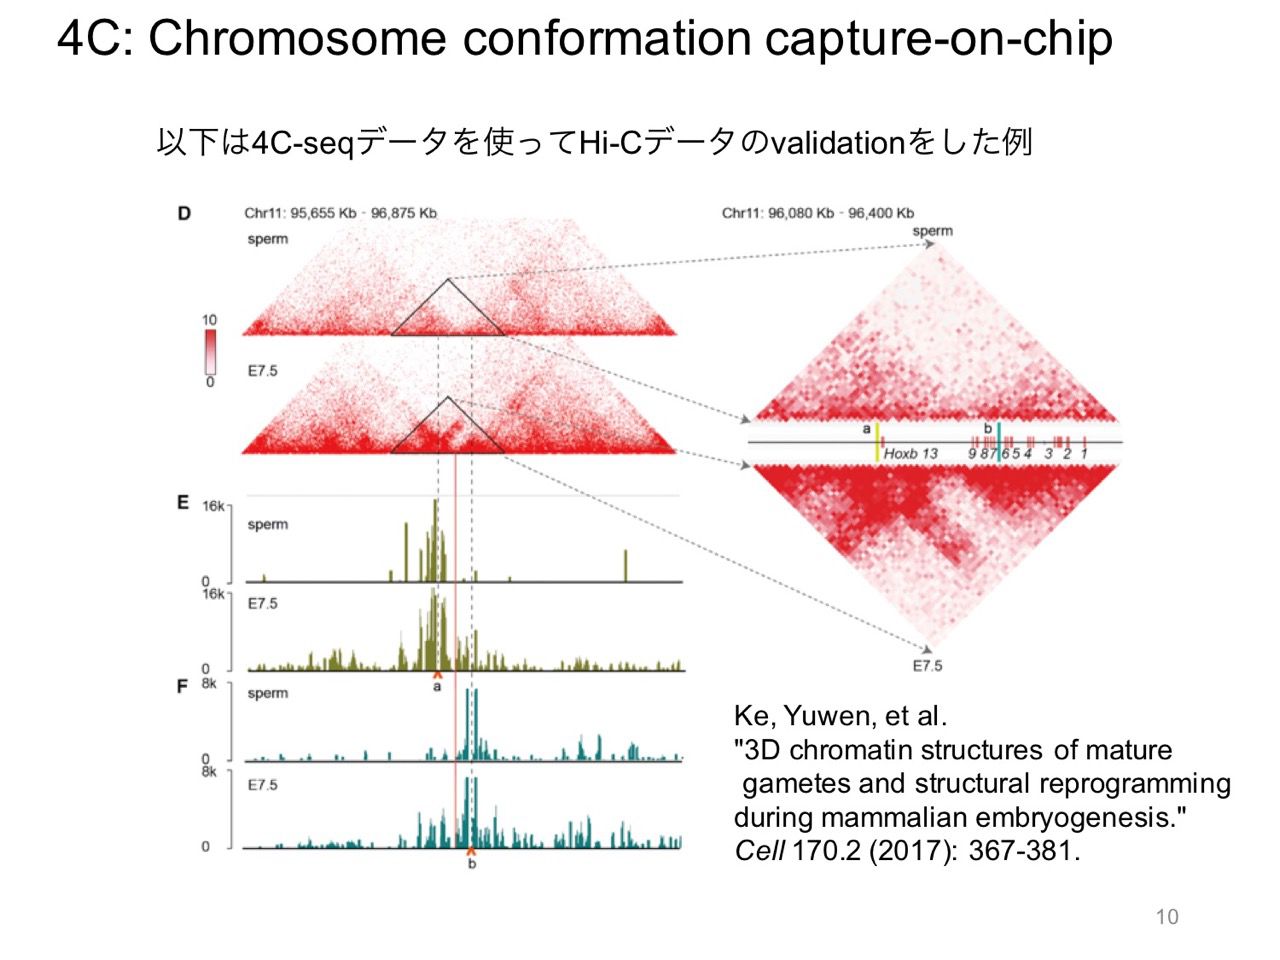 4C: Chromosome conformation capture-on-chip
以下は4C-seqデータを使ってHi-Cデータのvalidationをした例
D
Chr11: 95,655 Kb - 96,875 Kb
sperm
10
0
E7.5
Chr11: 96,080 Kb - 96,400 Kb
sperm
a
b
Hoxb 13
9 8 7 6 5 4 3 2 1
E7.5
E
16k
sperm
0
16k
E7.5
0
a
F
8k
sperm
0
8k
E7.5
0
b
Ke, Yuwen, et al.
"3D chromatin structures of mature
gametes and structural reprogramming
during mammalian embryogenesis."
Cell 170.2 (2017): 367-381.
10